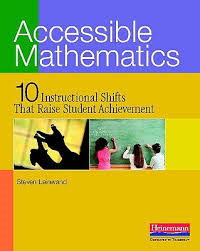 Accessible
Mathematics
10 Instructional Shifts
That Raise Student Achievement
Steven Leinwand
Heinemann